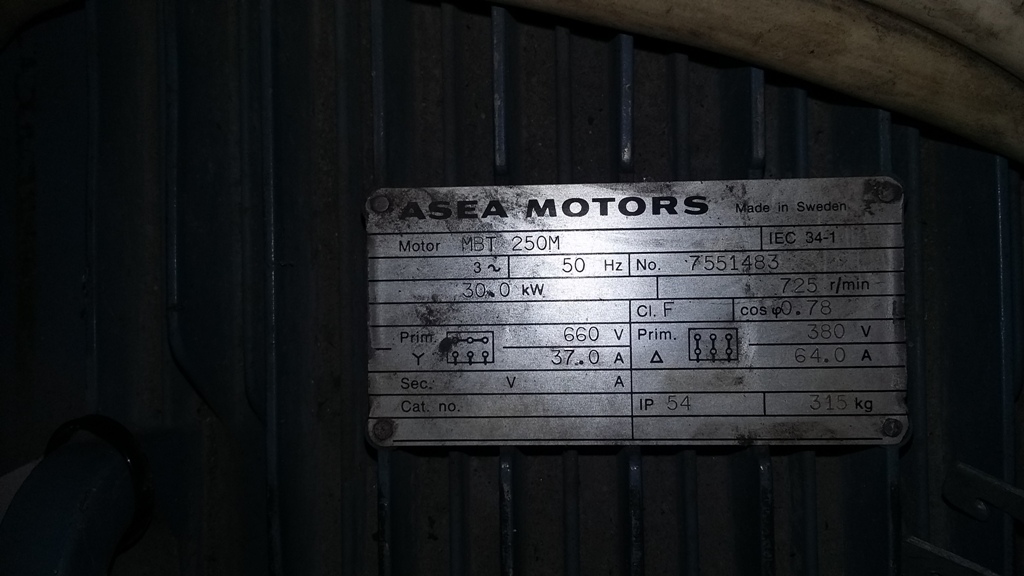 ASEA MOTORS Made in Sweden
Motor MBT 250M IEC 34-1
3 ~ 50 Hz No. 7551483
30.0 kW 725 r/min
Cl. F cos φ 0.78
Prim. 660 V Prim. 380 V
Y 37.0 A Δ 64.0 A
Sec. V A
Cat. no. IP 54 315 kg